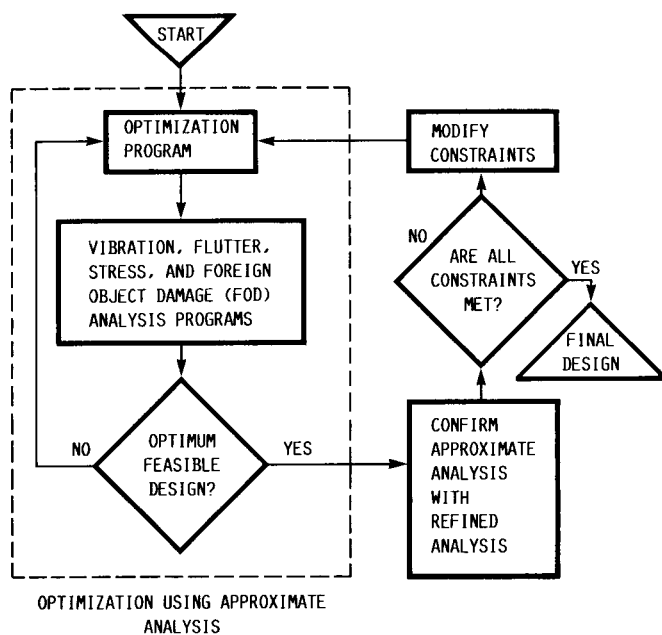 START
OPTIMIZATION
PROGRAM
VIBRATION, FLUTTER,
STRESS, AND FOREIGN
OBJECT DAMAGE (FOD)
ANALYSIS PROGRAMS
NO
OPTIMUM
FEASIBLE
DESIGN?
YES
OPTIMIZATION USING APPROXIMATE
ANALYSIS
CONFIRM
APPROXIMATE
ANALYSIS
WITH
REFINED
ANALYSIS
NO
ARE ALL
CONSTRAINTS
MET?
YES
FINAL
DESIGN
MODIFY
CONSTRAINTS